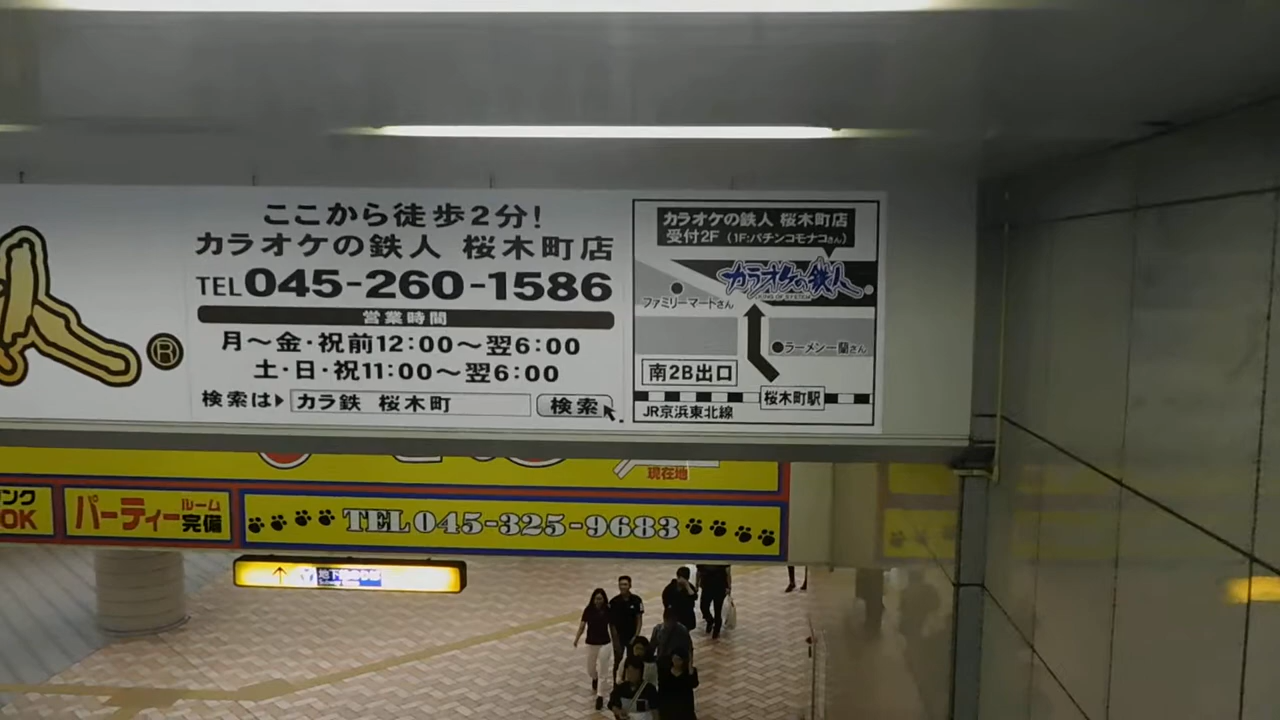 人®
ここから徒歩2分!
カラオケの鉄人 桜木町店
TEL 045-260-1586
営業時間
月〜金・祝前12:00〜翌6:00
土・日・祝11:00〜翌6:00
検索は▶ カラ鉄 桜木町 検索
カラオケの鉄人 桜木町店
受付2F (1F:パチンコモナコさん)
カラオケの鉄人
ファミリーマートさん
ラーメン一蘭さん
南2B出口
桜木町駅
JR京浜東北線
現在地
ンク
OK
パーティールーム完備
TEL 045-325-9683